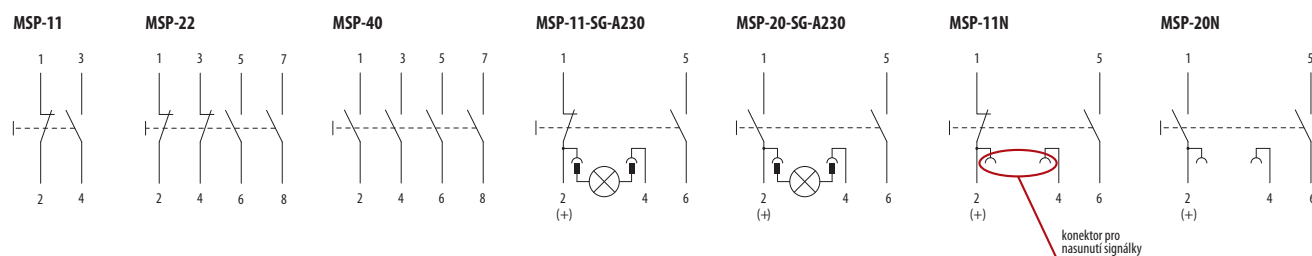 MSP-11
MSP-22
MSP-40
MSP-11-SG-A230
MSP-20-SG-A230
MSP-11N
MSP-20N
1 3
1 3 5 7
1 3 5 7
1 5
1 5
1 5
1 5
2 4
2 4 6 8
2 4 6 8
2 4 6
(+)
2 4 6
(+)
2 4 6
(+)
2 4 6
(+)
konektor pro
nasunutí signálky